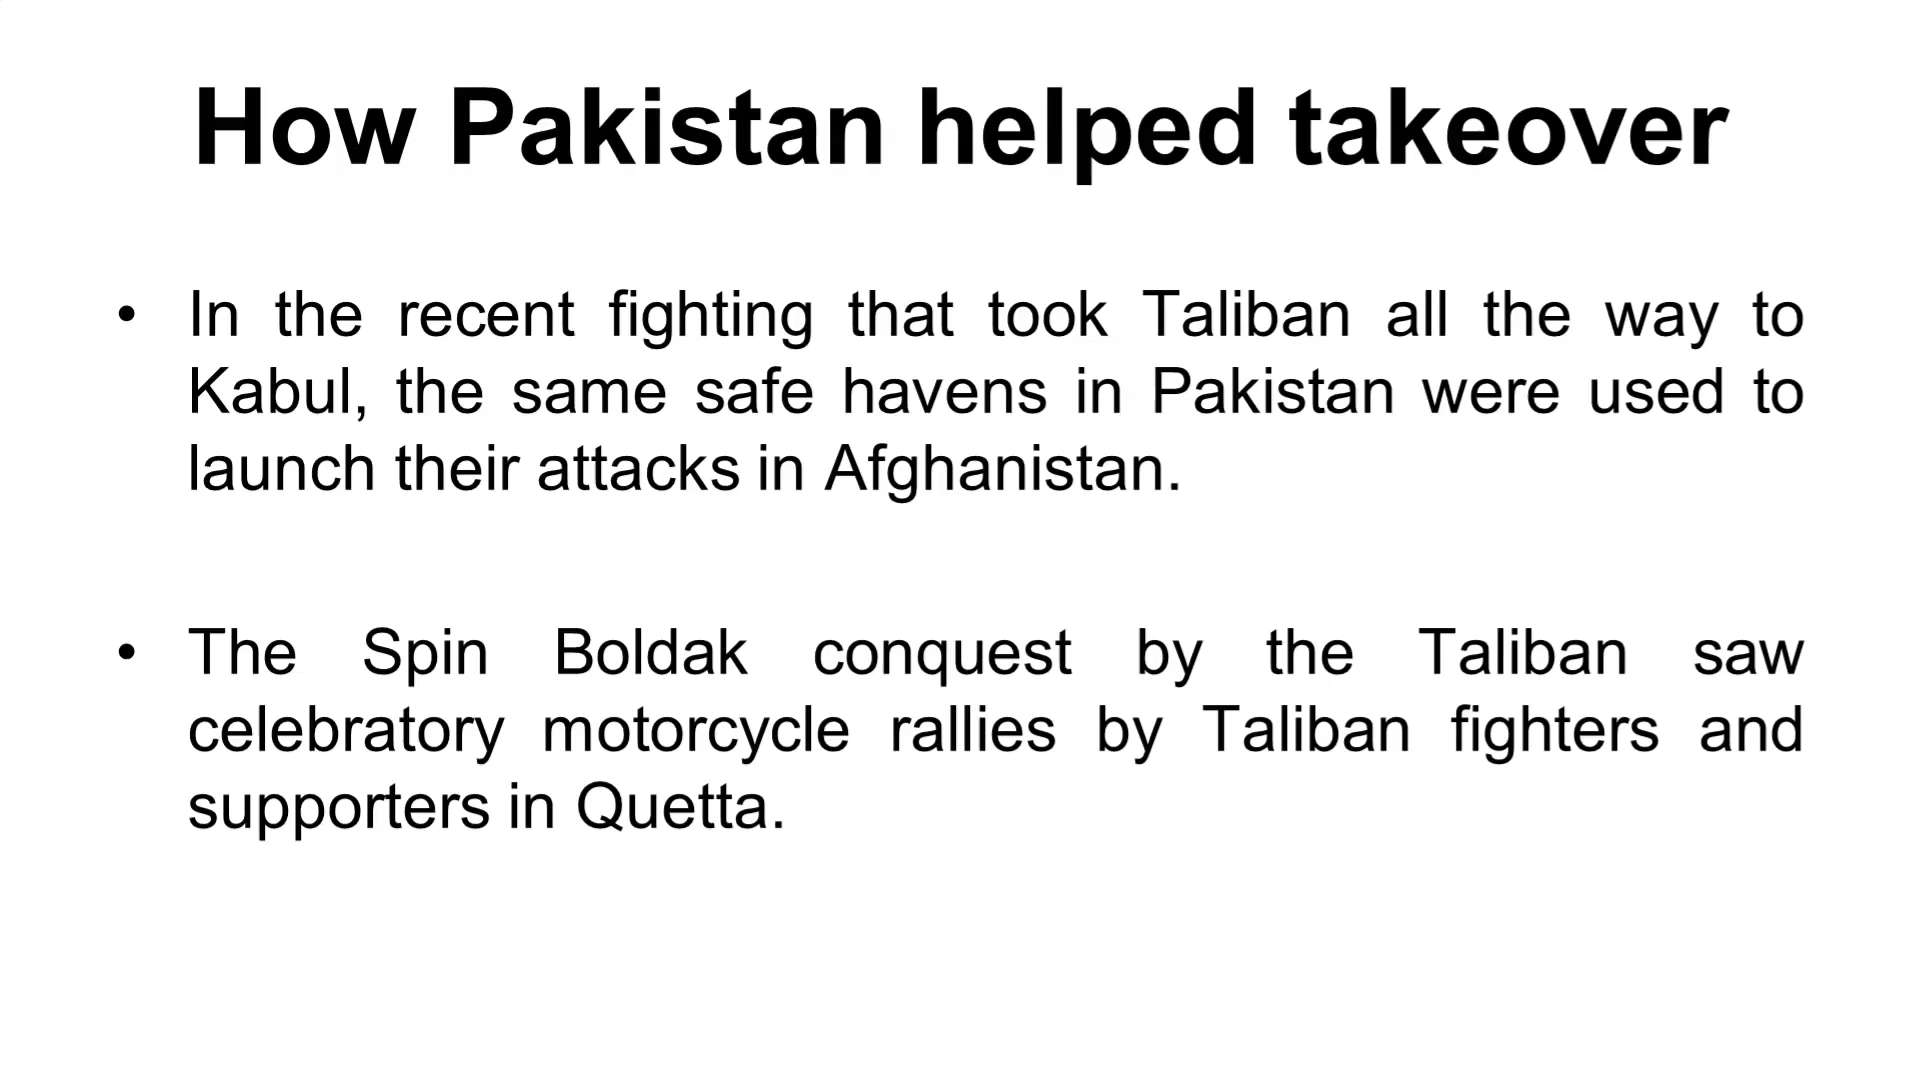 How Pakistan helped takeover
• In the recent fighting that took Taliban all the way to
Kabul, the same safe havens in Pakistan were used to
launch their attacks in Afghanistan.
• The Spin Boldak conquest by the Taliban saw
celebratory motorcycle rallies by Taliban fighters and
supporters in Quetta.